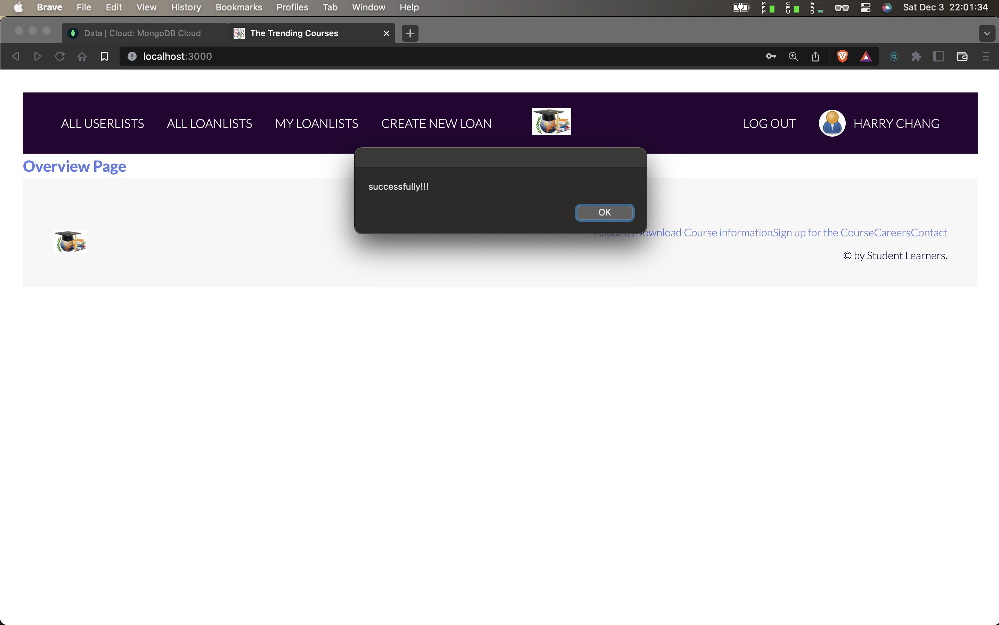 Brave File Edit View History Bookmarks Profiles Tab Window Help MEM CPU SSD Sat Dec 3 22:01:34
Data | Cloud: MongoDB Cloud The Trending Courses
localhost:3000
ALL USERLISTS ALL LOANLISTS MY LOANLISTS CREATE NEW LOAN LOG OUT HARRY CHANG
Overview Page
successfully!!!
OK
About usDownload Course informationSign up for the CourseCareersContact
© by Student Learners.